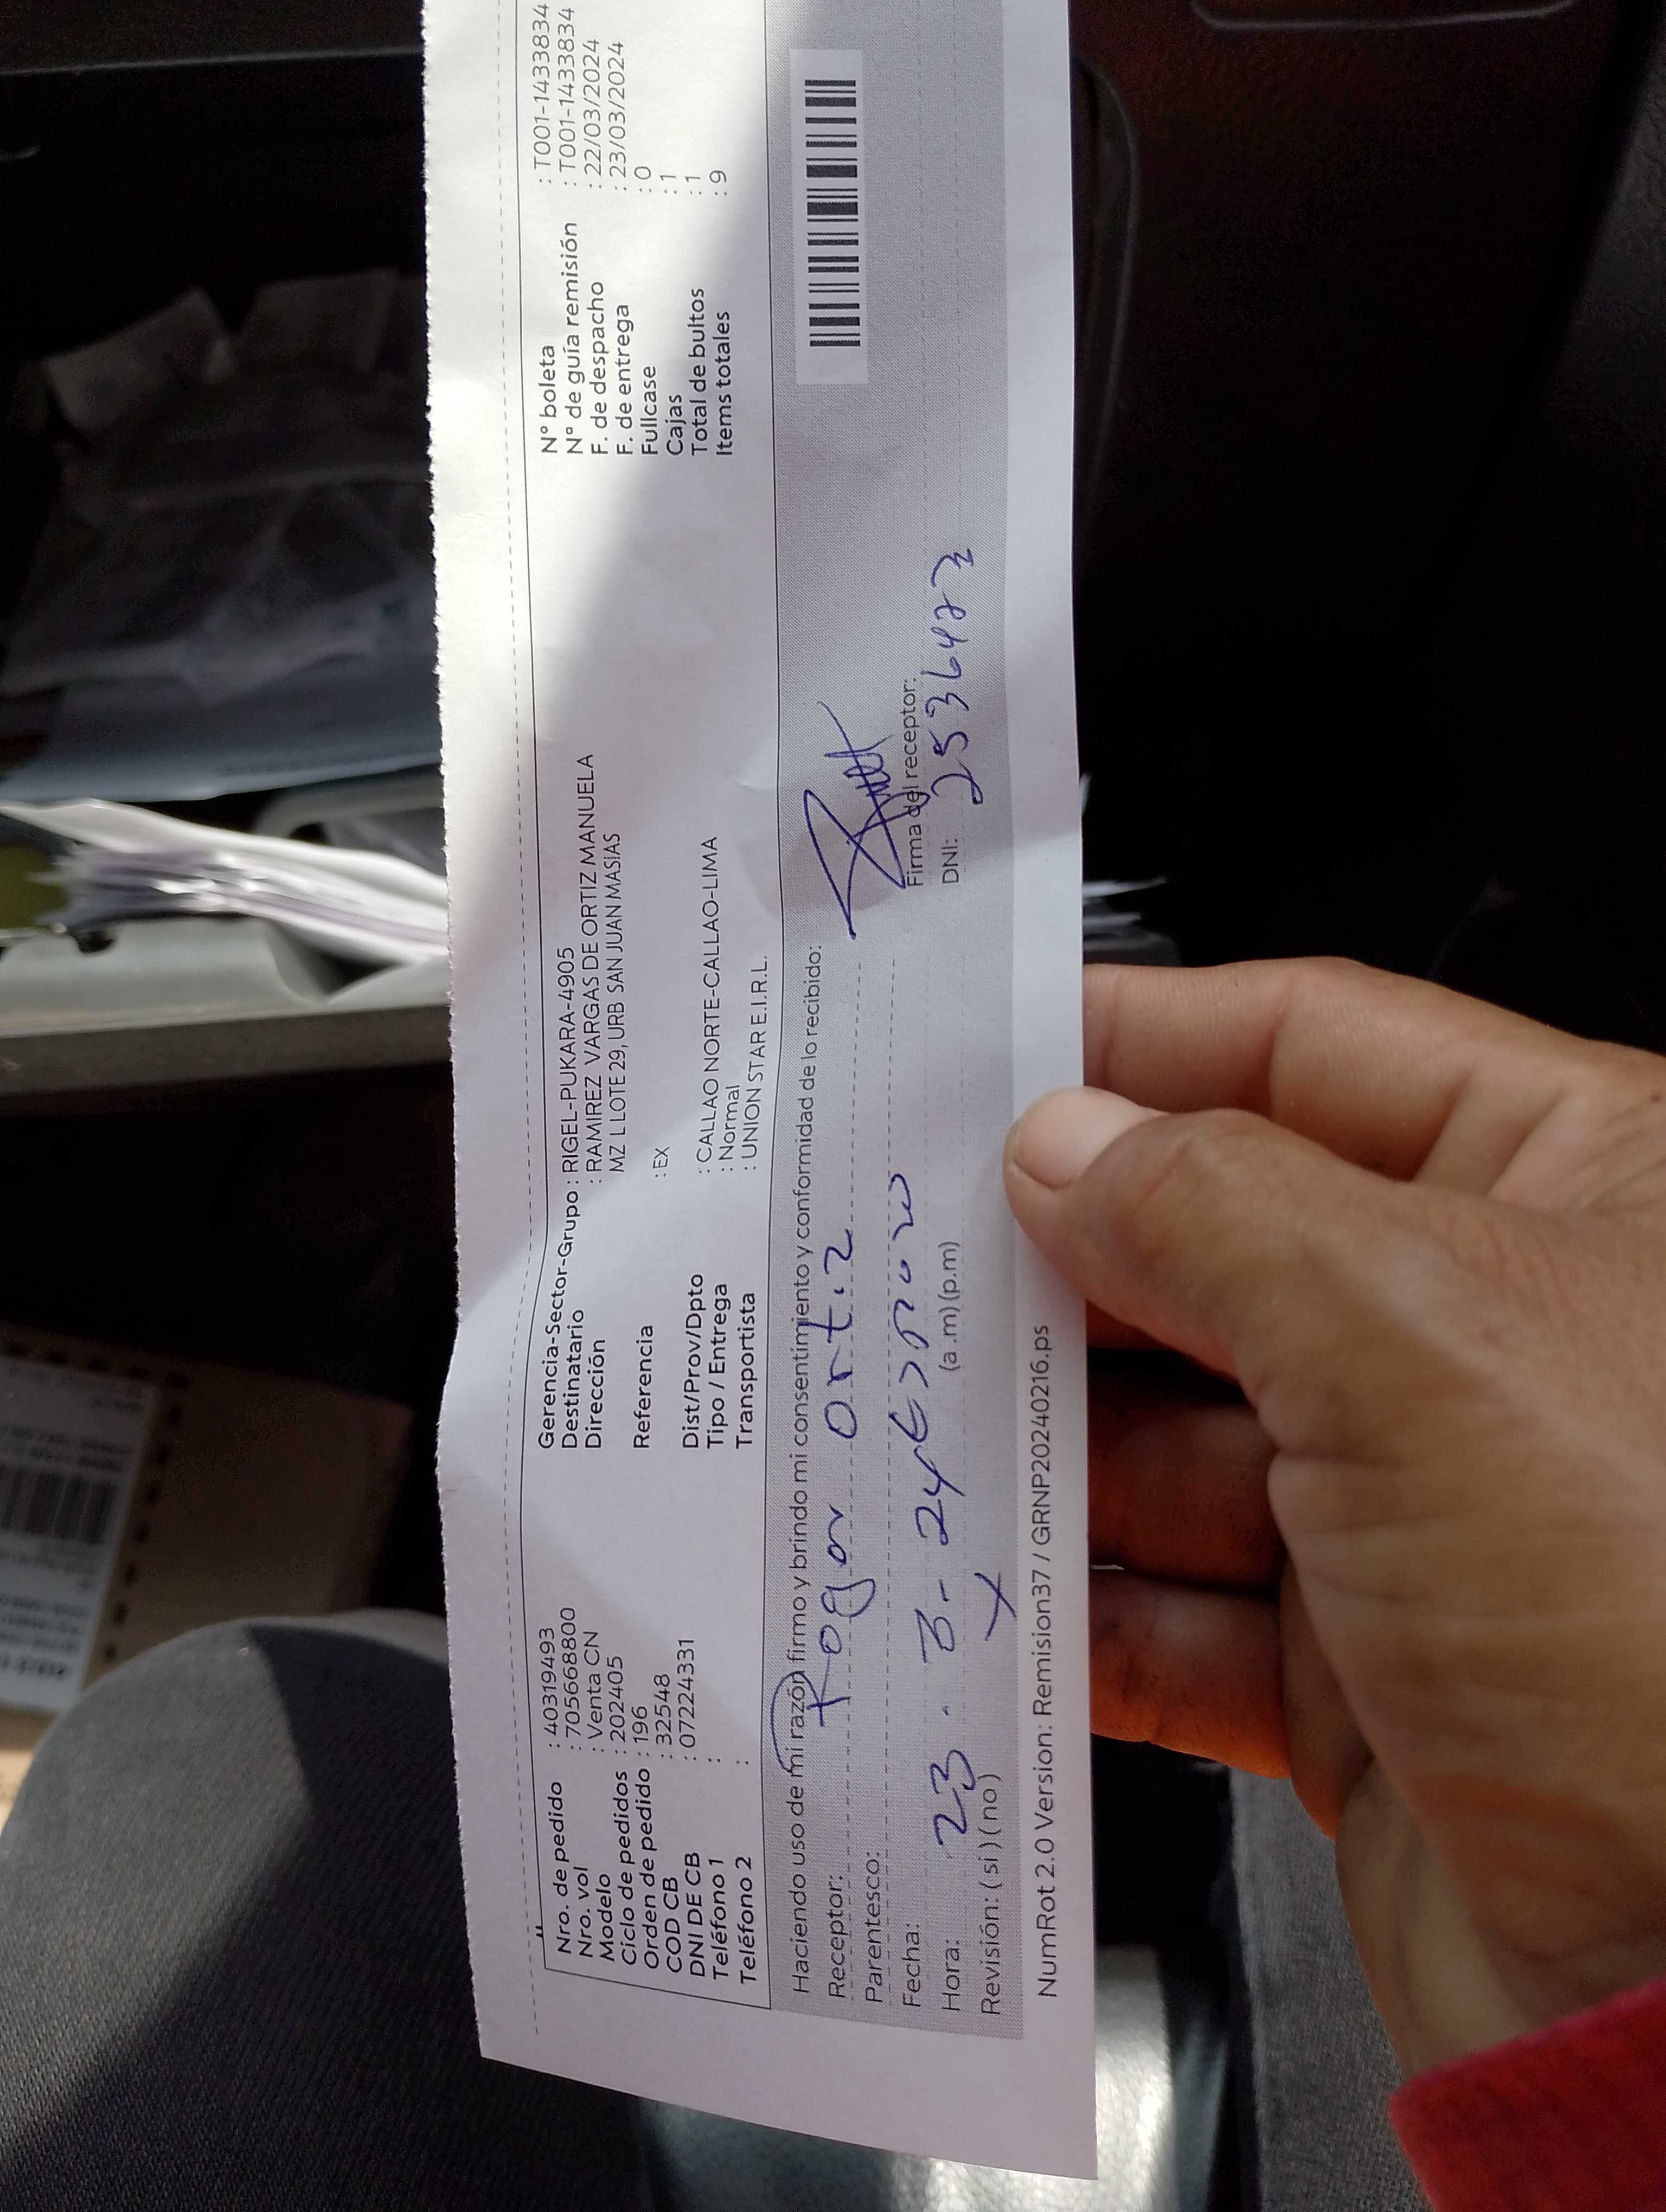 Nro. de pedido : 40319493
Nro. vol : 7056668800
Modelo : Venta CN
Ciclo de pedidos : 202405
Orden de pedido : 196
COD CB : 32548
DNI DE CB : 07224331
Teléfono 1 :
Teléfono 2 :
Gerencia-Sector-Grupo : RIGEL-PUKARA-4905
Destinatario : RAMIREZ VARGAS DE ORTIZ MANUELA
Dirección MZ L LOTE 29, URB SAN JUAN MASIAS
Referencia : EX
Dist/Prov/Dpto : CALLAO NORTE-CALLAO-LIMA
Tipo / Entrega : Normal
Transportista : UNION STAR E.I.R.L.
N° boleta : T001-1433834
N° de guía remisión : T001-1433834
F. de despacho : 22/03/2024
F. de entrega : 23/03/2024
Fullcase : 0
Cajas : 1
Total de bultos : 1
Items totales : 9
Haciendo uso de mi razón firmo y brindo mi consentimiento y conformidad de lo recibido:
Receptor: Ortiz
Parentesco:
Fecha: 23. 3- 24
Hora: (a .m) (p.m)
Revisión: ( si ) ( no ) X
Firma del receptor:
DNI:
NumRot 2.0 Version: Remision37 / GRNP20240216.ps